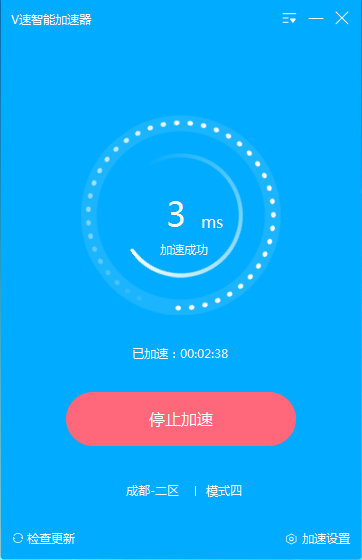 V速智能加速器
3 ms
加速成功
已加速：00:02:38
停止加速
成都-二区 | 模式四
检查更新 加速设置